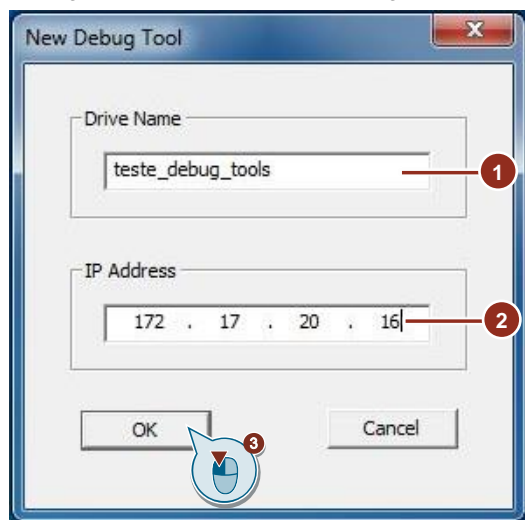 New Debug Tool
Drive Name
teste_debug_tools
1
IP Address
172 . 17 . 20 . 16
2
OK
3
Cancel